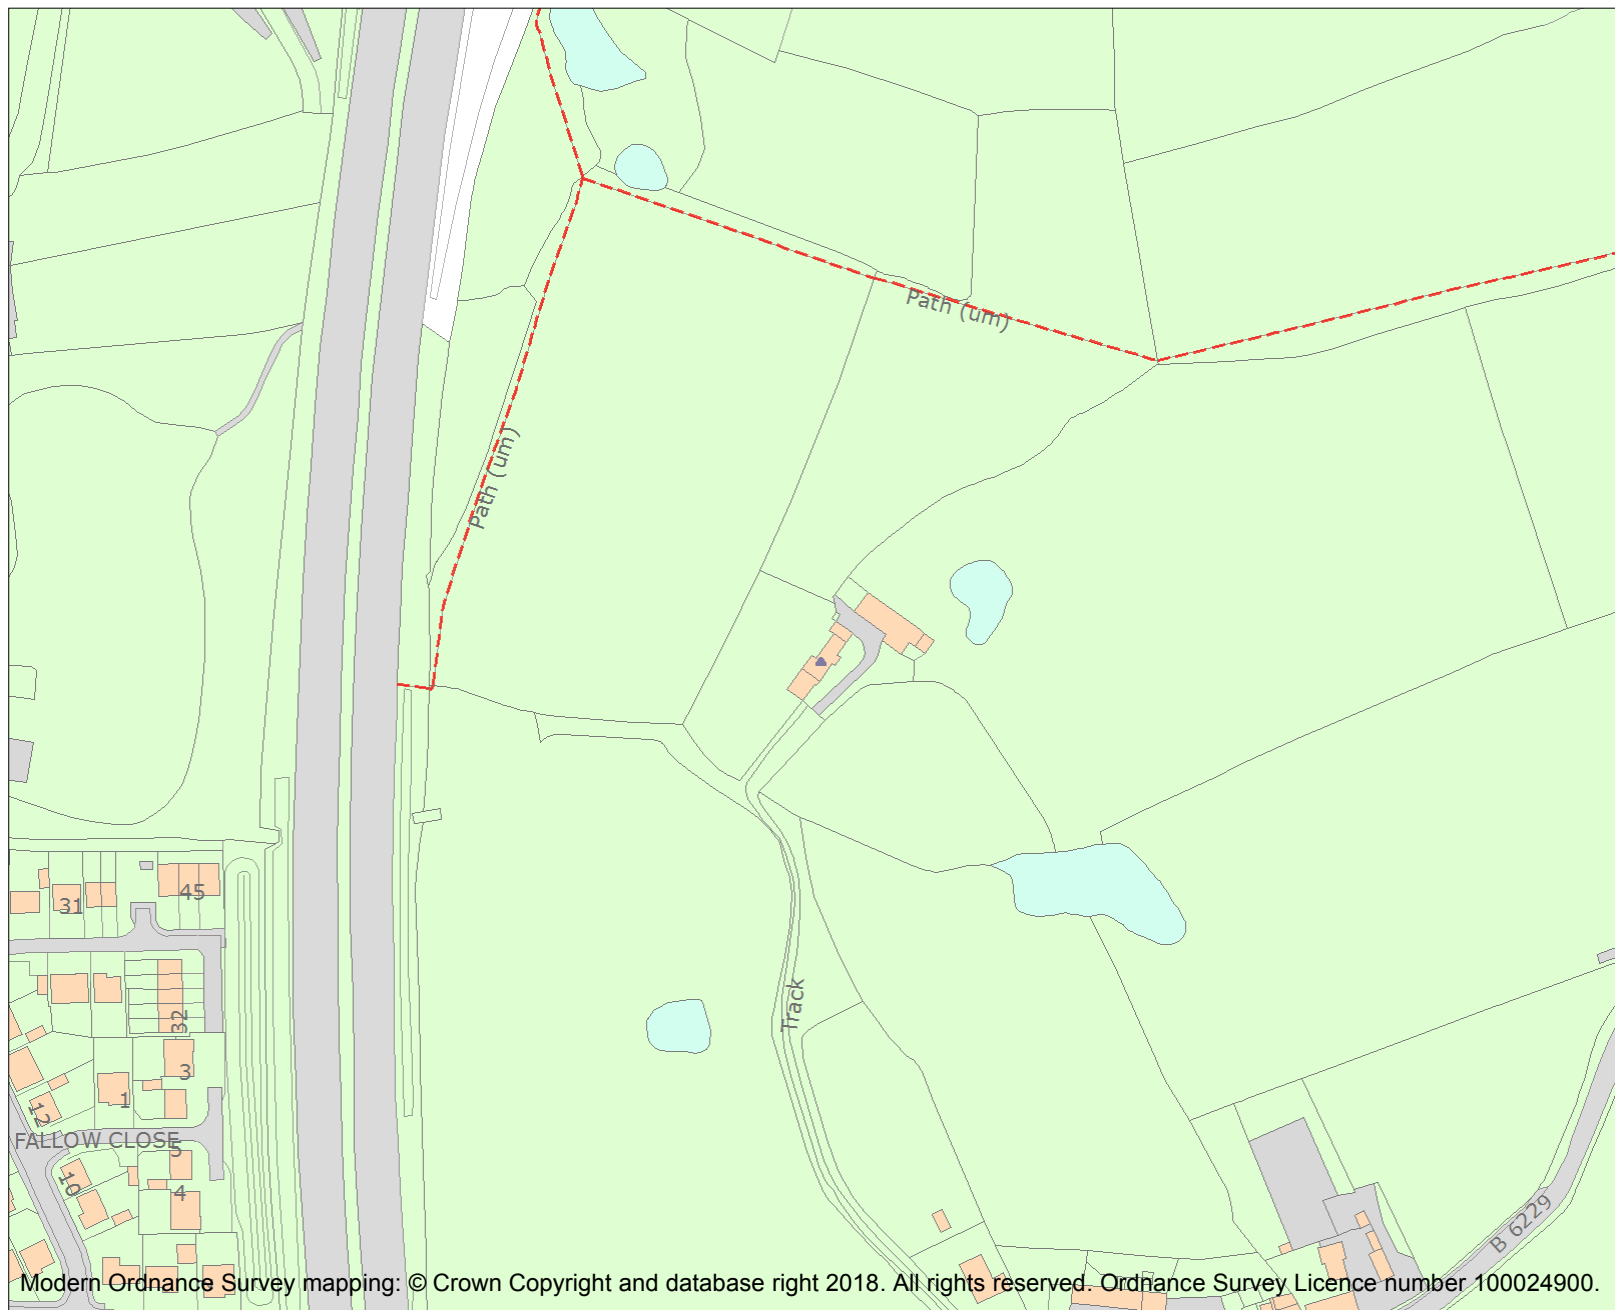 Path (um)
Path (um)
45
31
Track
32
3
1
12
FALLOW CLOSE
5
10
4
B 6229
Modern Ordnance Survey mapping: © Crown Copyright and database right 2018. All rights reserved. Ordnance Survey Licence number 100024900.